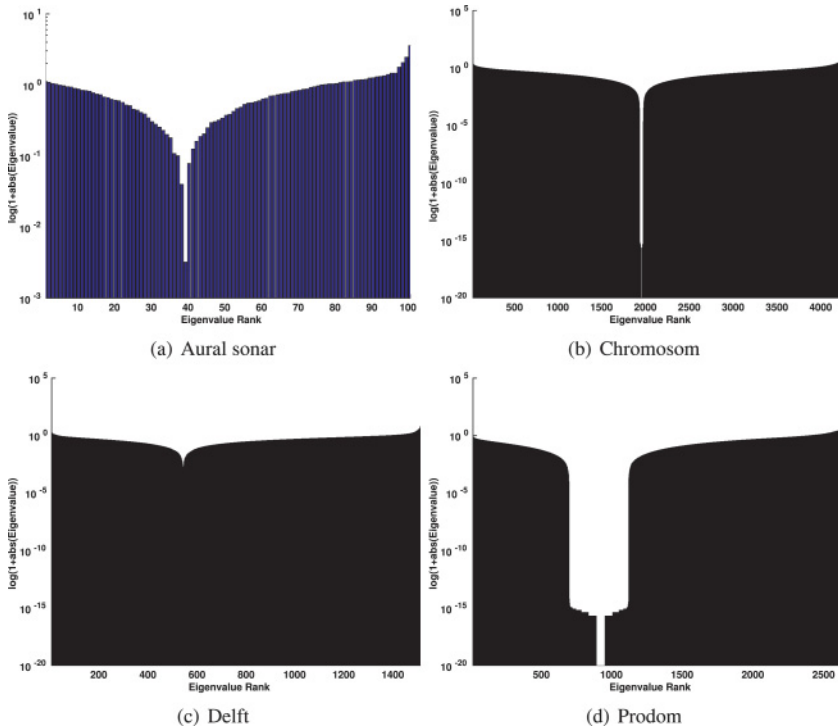 10 1
10 0
10 -1
10 -2
10 -3
log(1+abs(Eigenvalue))
10 20 30 40 50 60 70 80 90 100
Eigenvalue Rank
(a) Aural sonar
10 5
10 0
10 -5
10 -10
10 -15
10 -20
log(1+abs(Eigenvalue))
500 1000 1500 2000 2500 3000 3500 4000
Eigenvalue Rank
(b) Chromosom
10 5
10 0
10 -5
10 -10
10 -15
10 -20
log(1+abs(Eigenvalue))
200 400 600 800 1000 1200 1400
Eigenvalue Rank
(c) Delft
10 5
10 0
10 -5
10 -10
10 -15
10 -20
log(1+abs(Eigenvalue))
500 1000 1500 2000 2500
Eigenvalue Rank
(d) Prodom